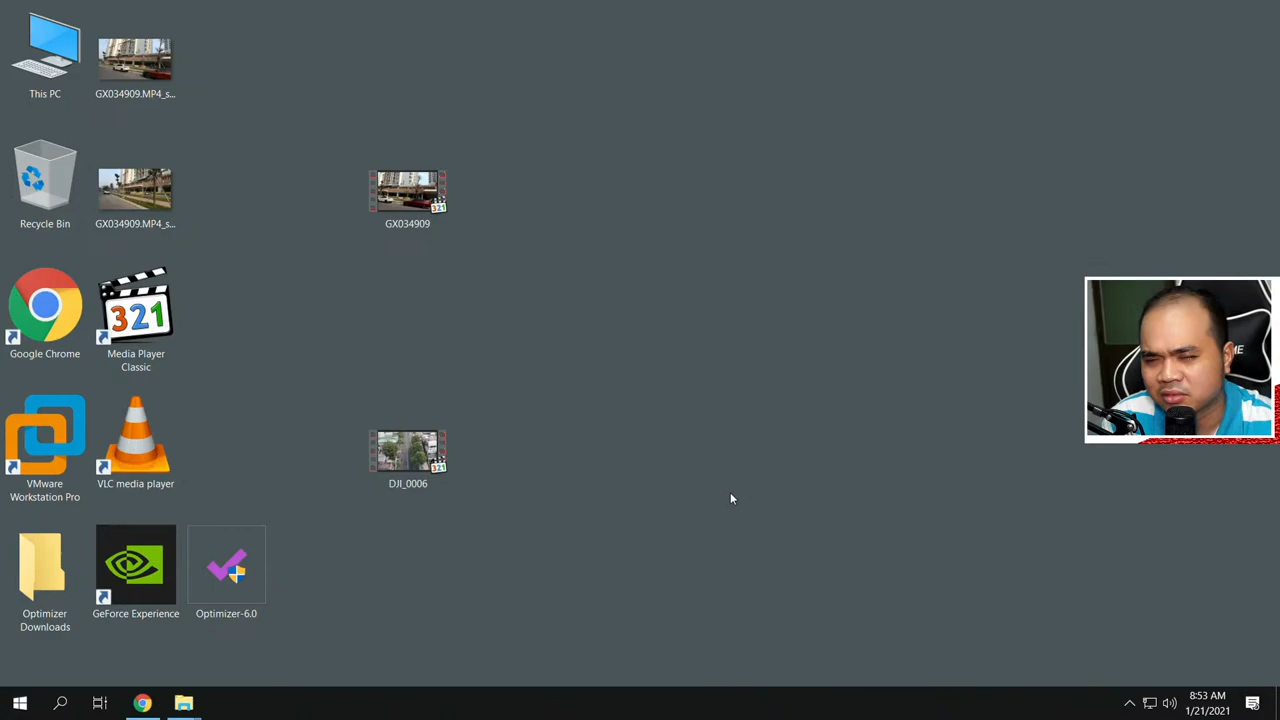 This PC
GX034909.MP4_s...
Recycle Bin
GX034909.MP4_s...
GX034909
Google Chrome
321
Media Player
Classic
VMware
Workstation Pro
VLC media player
321
DJI_0006
Optimizer
Downloads
GeForce Experience
Optimizer-6.0
8:53 AM
1/21/2021